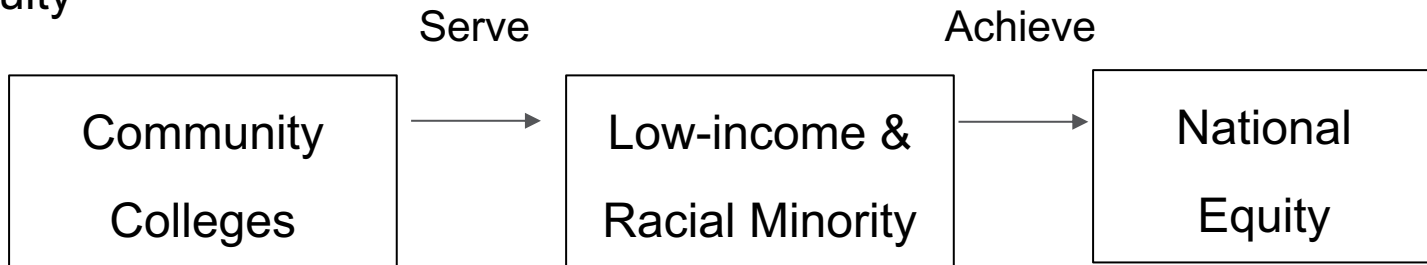 Serve
Achieve
Community
Colleges
Low-income &
Racial Minority
National
Equity